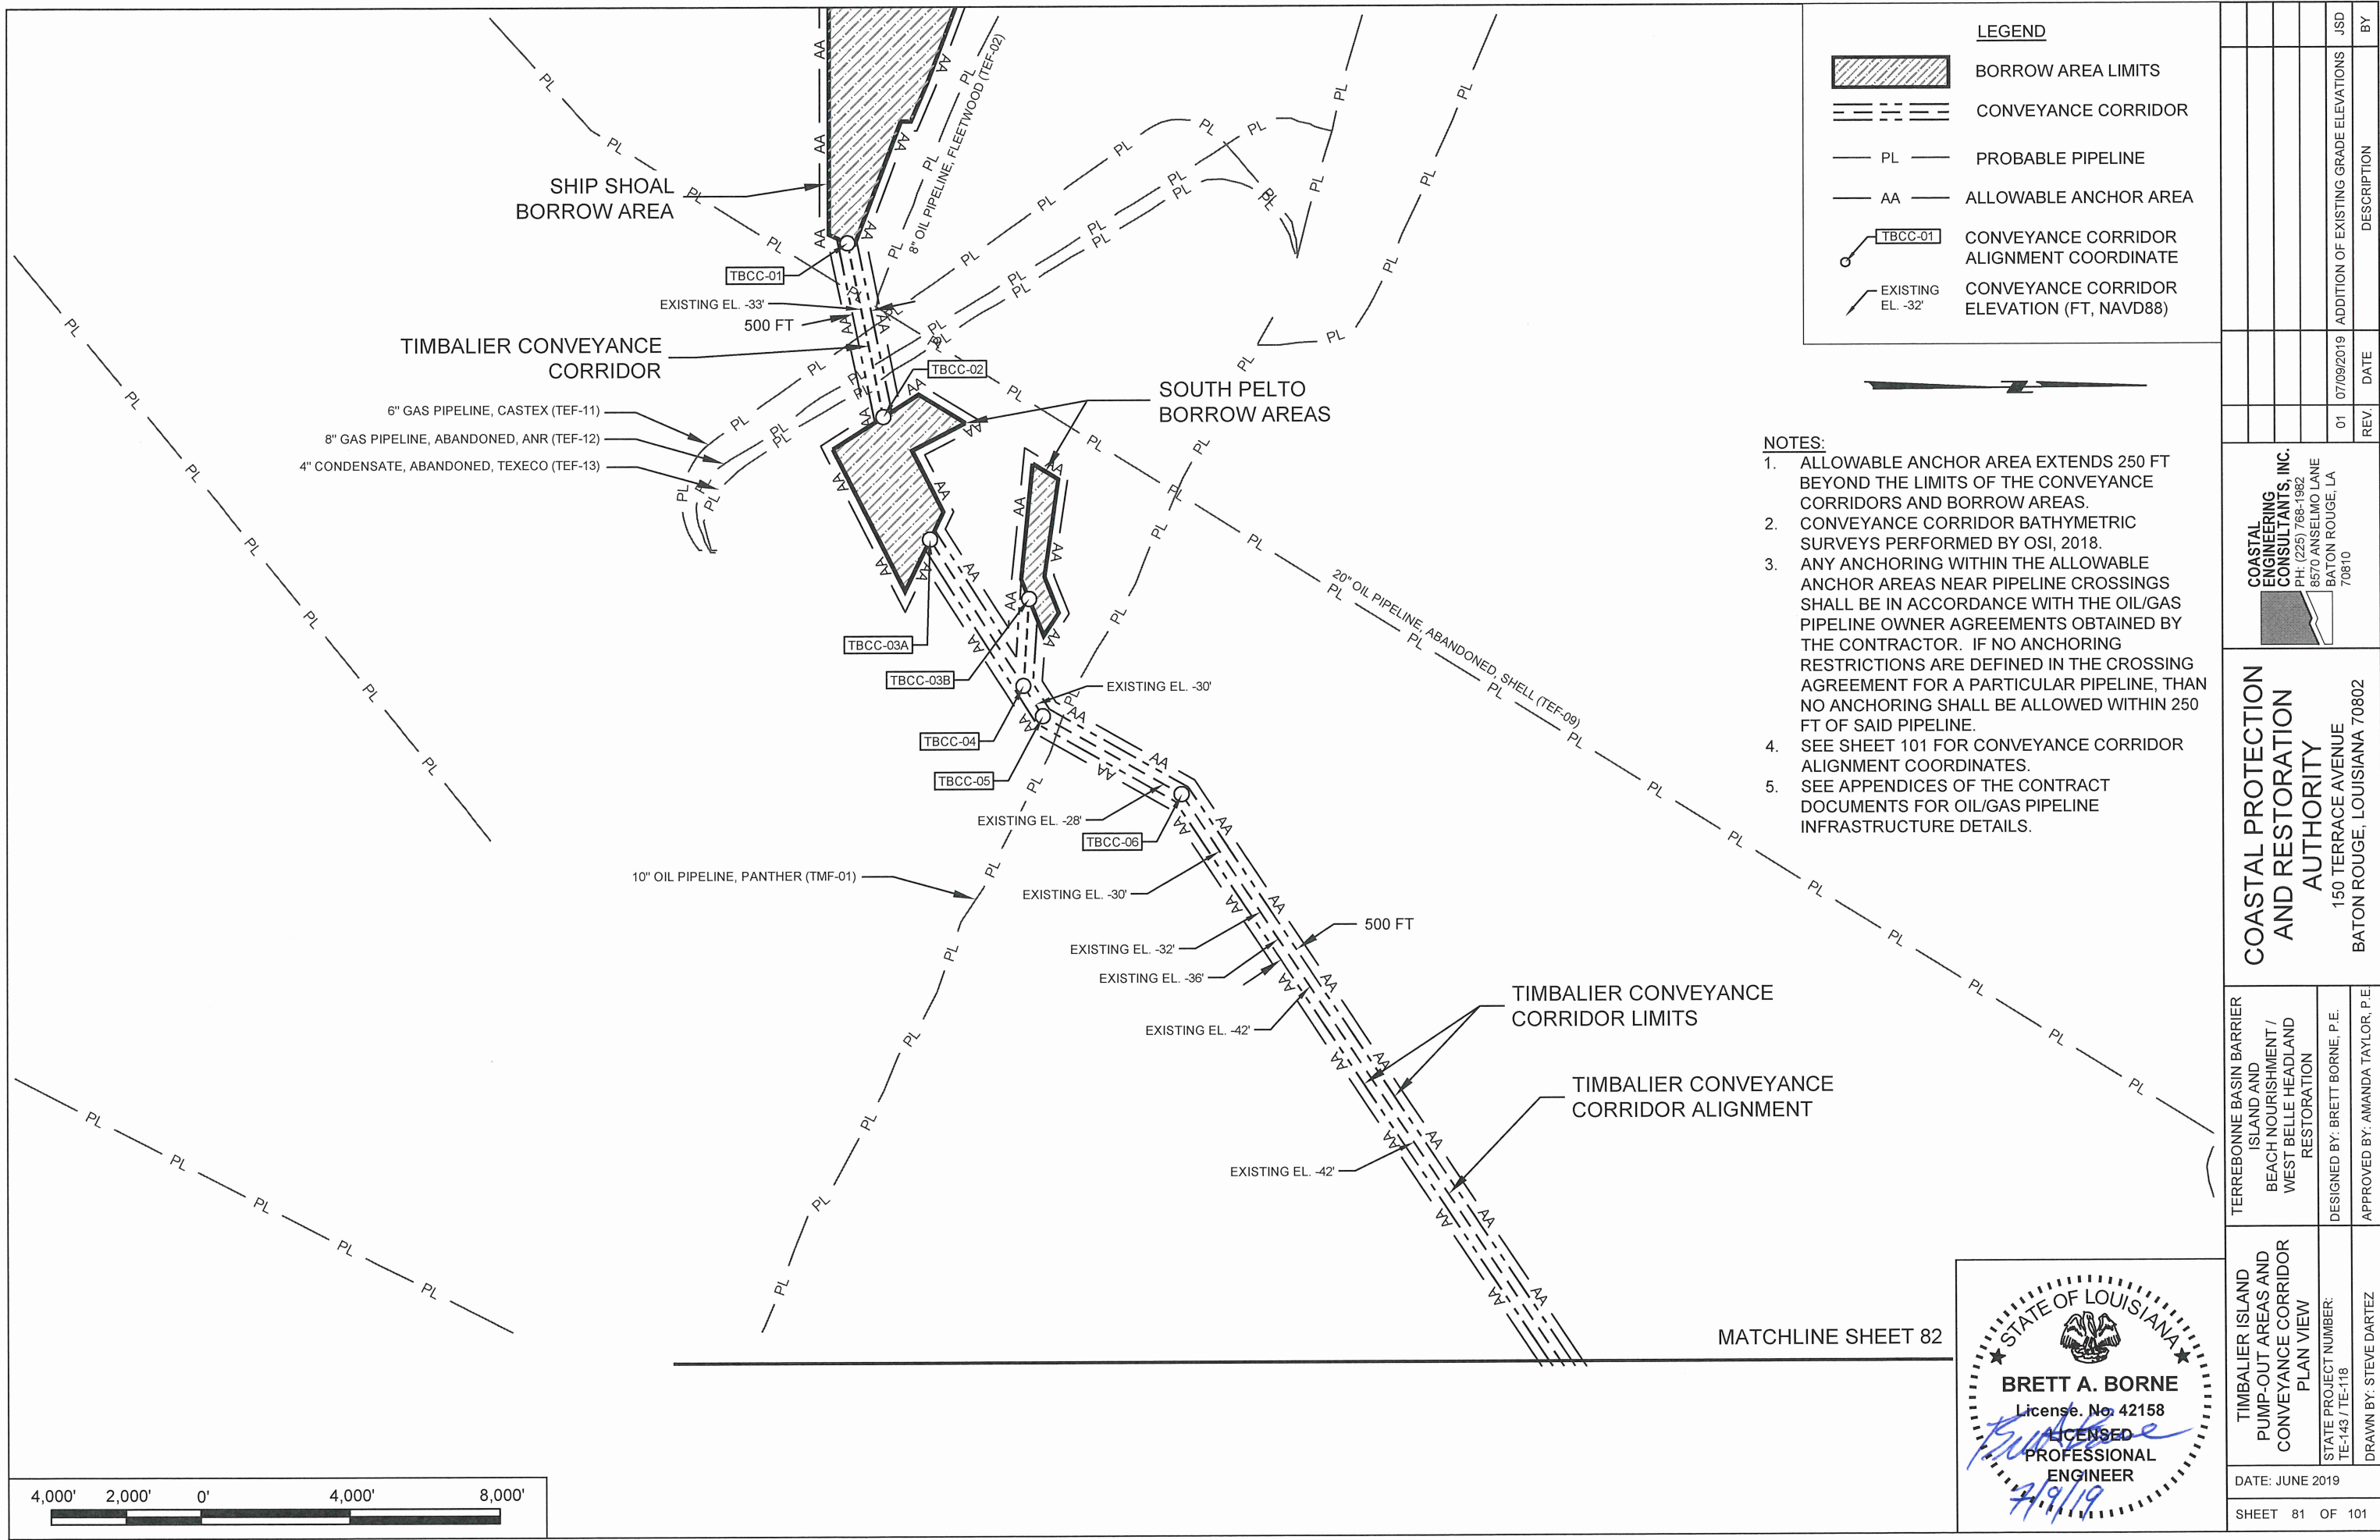 LEGEND
BORROW AREA LIMITS
CONVEYANCE CORRIDOR
PL
PROBABLE PIPELINE
AA
ALLOWABLE ANCHOR AREA
TBCC-01
CONVEYANCE CORRIDOR
ALIGNMENT COORDINATE
EXISTING
EL. -32'
CONVEYANCE CORRIDOR
ELEVATION (FT, NAVD88)
NOTES:
1. ALLOWABLE ANCHOR AREA EXTENDS 250 FT
BEYOND THE LIMITS OF THE CONVEYANCE
CORRIDORS AND BORROW AREAS.
2. CONVEYANCE CORRIDOR BATHYMETRIC
SURVEYS PERFORMED BY OSI, 2018.
3. ANY ANCHORING WITHIN THE ALLOWABLE
ANCHOR AREAS NEAR PIPELINE CROSSINGS
SHALL BE IN ACCORDANCE WITH THE OIL/GAS
PIPELINE OWNER AGREEMENTS OBTAINED BY
THE CONTRACTOR. IF NO ANCHORING
RESTRICTIONS ARE DEFINED IN THE CROSSING
AGREEMENT FOR A PARTICULAR PIPELINE, THAN
NO ANCHORING SHALL BE ALLOWED WITHIN 250
FT OF SAID PIPELINE.
4. SEE SHEET 101 FOR CONVEYANCE CORRIDOR
ALIGNMENT COORDINATES.
5. SEE APPENDICES OF THE CONTRACT
DOCUMENTS FOR OIL/GAS PIPELINE
INFRASTRUCTURE DETAILS.
SHIP SHOAL
BORROW AREA
8" OIL PIPELINE, FLEETWOOD (TEF-02)
TBCC-01
EXISTING EL. -33'
500 FT
TIMBALIER CONVEYANCE
CORRIDOR
TBCC-02
6" GAS PIPELINE, CASTEX (TEF-11)
8" GAS PIPELINE, ABANDONED, ANR (TEF-12)
4" CONDENSATE, ABANDONED, TEXECO (TEF-13)
SOUTH PELTO
BORROW AREAS
20" OIL PIPELINE, ABANDONED, SHELL (TEF-09)
TBCC-03A
TBCC-03B
EXISTING EL. -30'
TBCC-04
TBCC-05
EXISTING EL. -28'
TBCC-06
10" OIL PIPELINE, PANTHER (TMF-01)
EXISTING EL. -30'
500 FT
EXISTING EL. -32'
EXISTING EL. -36'
EXISTING EL. -42'
TIMBALIER CONVEYANCE
CORRIDOR LIMITS
TIMBALIER CONVEYANCE
CORRIDOR ALIGNMENT
EXISTING EL. -42'
MATCHLINE SHEET 82
4,000' 2,000' 0' 4,000' 8,000'
STATE OF LOUISIANA
BRETT A. BORNE
License. No. 42158
LICENSED
PROFESSIONAL
ENGINEER
7/9/19
01 07/09/2019 ADDITION OF EXISTING GRADE ELEVATIONS JSD
REV. DATE DESCRIPTION BY
COASTAL
ENGINEERING
CONSULTANTS, INC.
PH: (225) 768-1982
8570 ANSELMO LANE
BATON ROUGE, LA
70810
COASTAL PROTECTION
AND RESTORATION
AUTHORITY
150 TERRACE AVENUE
BATON ROUGE, LOUISIANA 70802
TERREBONNE BASIN BARRIER
ISLAND AND
BEACH NOURISHMENT /
WEST BELLE HEADLAND
RESTORATION
DESIGNED BY: BRETT BORNE, P.E.
APPROVED BY: AMANDA TAYLOR, P.E.
TIMBALIER ISLAND
PUMP-OUT AREAS AND
CONVEYANCE CORRIDOR
PLAN VIEW
STATE PROJECT NUMBER:
TE-143 / TE-118
DRAWN BY: STEVE DARTEZ
DATE: JUNE 2019
SHEET 81 OF 101